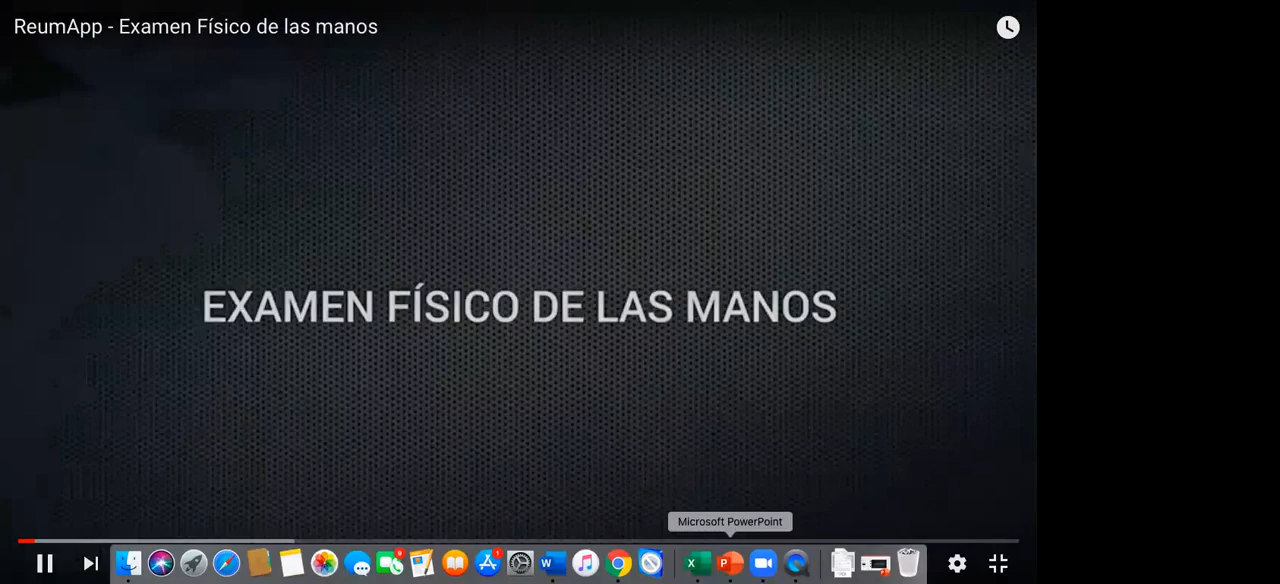 ReumApp - Examen Físico de las manos
EXAMEN FÍSICO DE LAS MANOS
Microsoft PowerPoint